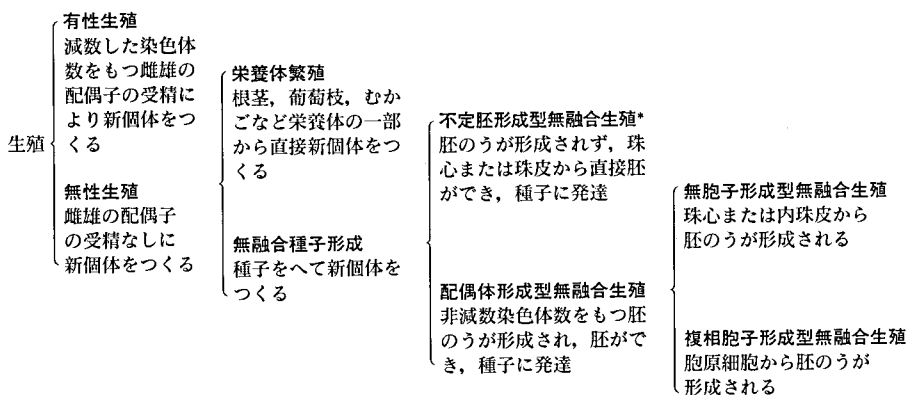 生殖
有性生殖
減数した染色体
数をもつ雌雄の
配偶子の受精に
より新個体をつ
くる
無性生殖
雌雄の配偶子
の受精なしに
新個体をつくる
栄養体繁殖
根茎，葡萄枝，むか
ごなど栄養体の一部
から直接新個体をつ
くる
無融合種子形成
種子をへて新個体を
つくる
不定胚形成型無融合生殖*
胚のうが形成されず，珠
心または珠皮から直接胚
ができ，種子に発達
配偶体形成型無融合生殖
非減数染色体数をもつ胚
のうが形成され，胚がで
き，種子に発達
無胞子形成型無融合生殖
珠心または内珠皮から
胚のうが形成される
複相胞子形成型無融合生殖
胞原細胞から胚のうが
形成される